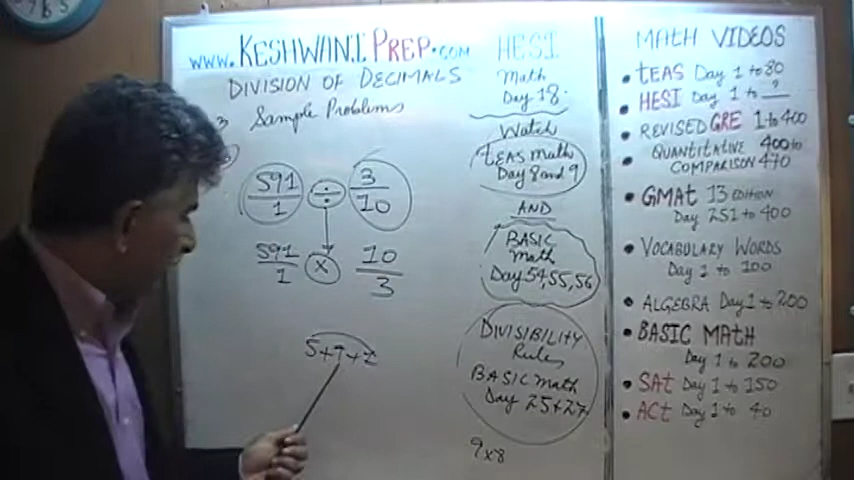 www.KESHWANI PREP.com
DIVISION OF DECIMALS
Sample Problems
591/1 ÷ 3/10
591/1 × 10/3
5+9+1
HESI
Math
Day 18.
Watch
TEAS Math
Day 8 and 9
AND
BASIC
Math
Day 54, 55, 56
DIVISIBILITY
Rules
BASIC Math
Day 25+27
9x8
MATH VIDEOS
• TEAS Day 1 to 80
• HESI Day 1 to ?
• REVISED GRE 1 to 400
• QUANTITATIVE 400 to
COMPARISON 470
• GMAT 13 EDITION
Day 251 to 400
• VOCABULARY WORDS
Day 1 to 100
• ALGEBRA Day 1 to 200
• BASIC MATH
Day 1 to 200
• SAT Day 1 to 150
• ACT Day 1 to 40